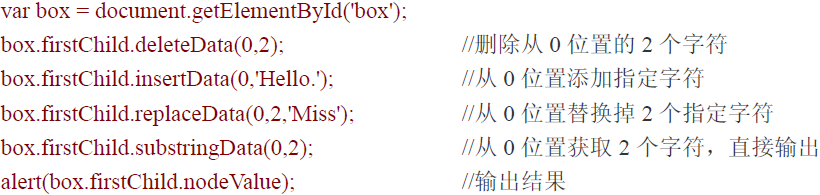 var box = document.getElementById('box');
box.firstChild.deleteData(0,2); //删除从 0 位置的 2 个字符
box.firstChild.insertData(0,'Hello.'); //从 0 位置添加指定字符
box.firstChild.replaceData(0,2,'Miss'); //从 0 位置替换掉 2 个指定字符
box.firstChild.substringData(0,2); //从 0 位置获取 2 个字符，直接输出
alert(box.firstChild.nodeValue); //输出结果